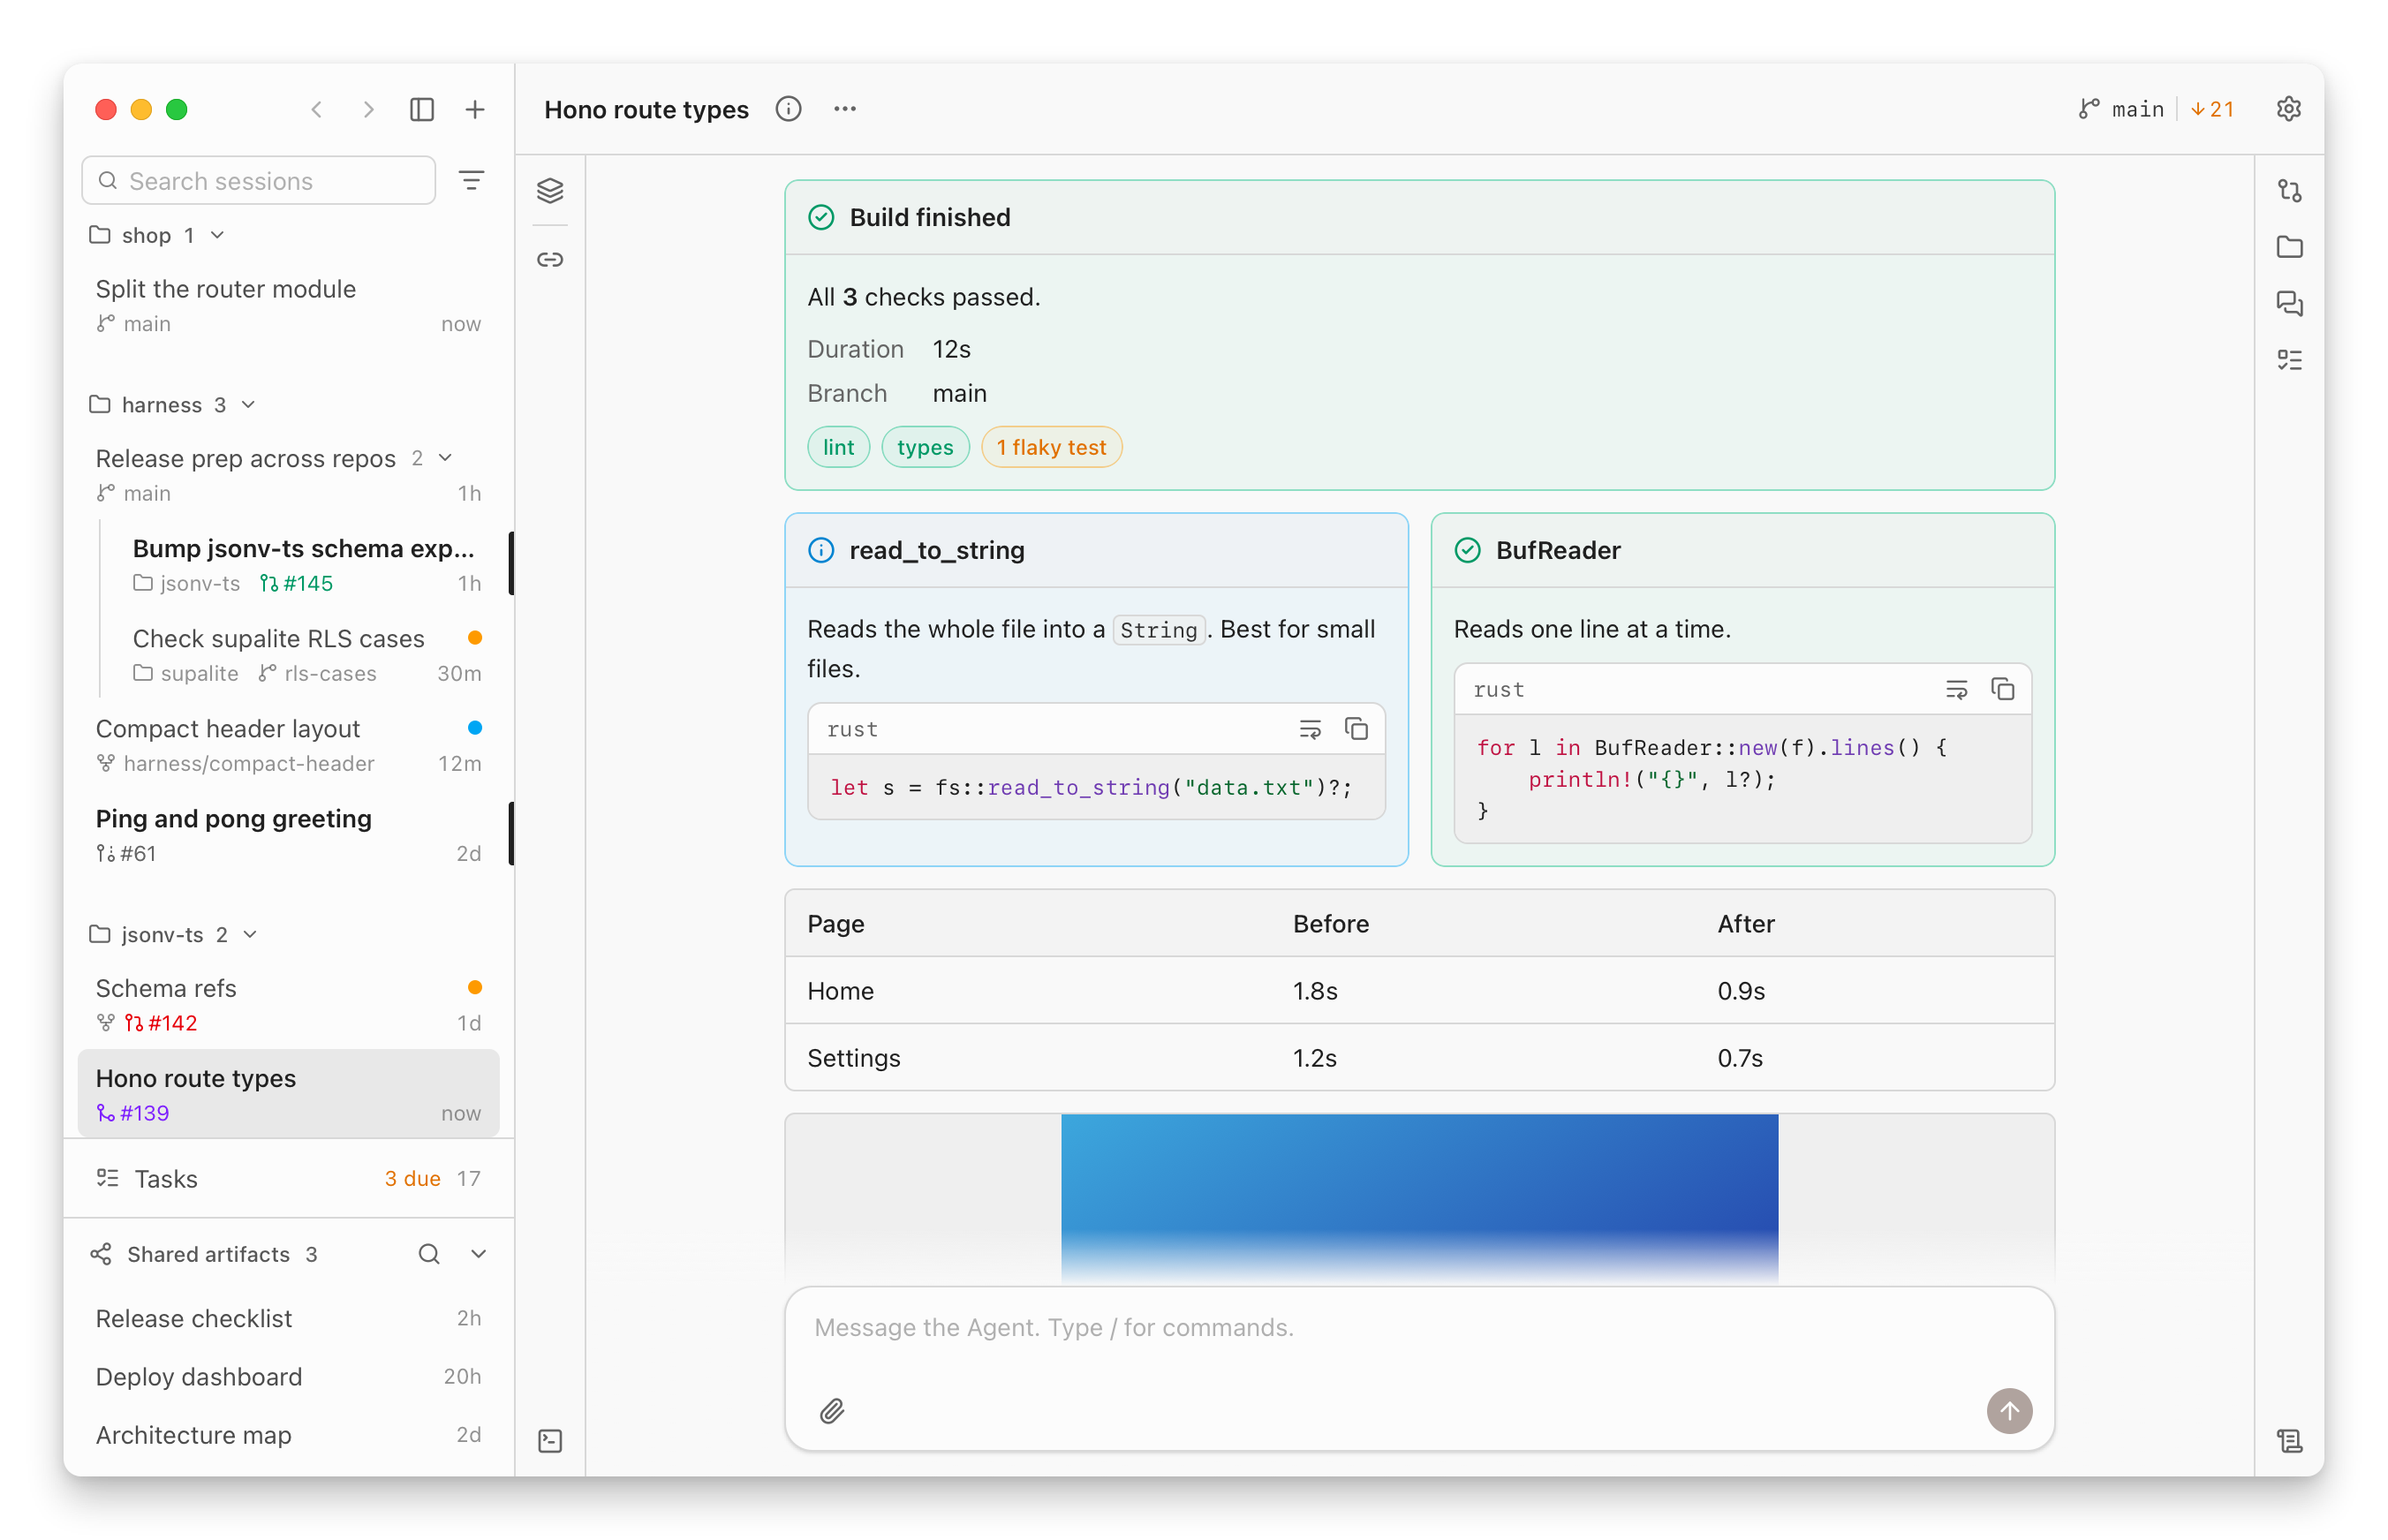 Hono route types
main
21
Search sessions
shop 1
Split the router module
main now
harness 3
Release prep across repos 2
main 1h
Bump jsonv-ts schema exp...
jsonv-ts #145 1h
Check supalite RLS cases
supalite rls-cases 30m
Compact header layout
harness/compact-header 12m
Ping and pong greeting
#61 2d
jsonv-ts 2
Schema refs
#142 1d
Hono route types
#139 now
Tasks 3 due 17
Shared artifacts 3
Release checklist 2h
Deploy dashboard 20h
Architecture map 2d
Build finished
All 3 checks passed.
Duration 12s
Branch main
lint types 1 flaky test
read_to_string
Reads the whole file into a String. Best for small
files.
rust
let s = fs::read_to_string("data.txt")?;
BufReader
Reads one line at a time.
rust
for l in BufReader::new(f).lines() {
    println!("{}", l?);
}
Page Before After
Home 1.8s 0.9s
Settings 1.2s 0.7s
Message the Agent. Type / for commands.